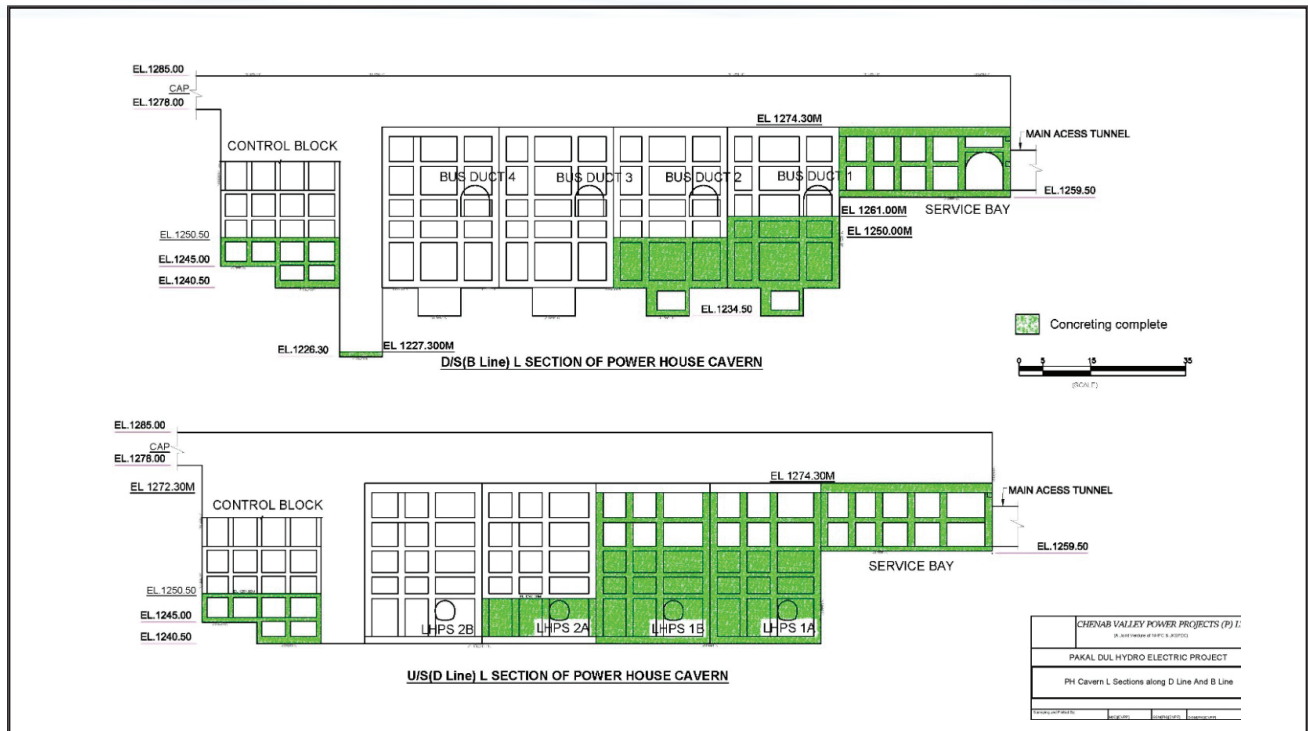 EL.1285.00
CAP
EL.1278.00
CONTROL BLOCK
EL 1274.30M
MAIN ACESS TUNNEL
BUS DUCT 4
BUS DUCT 3
BUS DUCT 2
BUS DUCT 1
EL.1259.50
SERVICE BAY
EL 1261.00M
EL 1250.00M
EL 1250.50
EL.1245.00
EL.1240.50
EL.1234.50
Concreting complete
EL.1226.30
EL 1227.300M
D/S(B Line) L SECTION OF POWER HOUSE CAVERN
0 5 15 35
(SCALE)
EL.1285.00
CAP
EL.1278.00
EL 1272.30M
CONTROL BLOCK
EL 1274.30M
MAIN ACESS TUNNEL
EL.1259.50
SERVICE BAY
EL.1250.50
EL.1245.00
EL.1240.50
LHPS 2B
LHPS 2A
LHPS 1B
LHPS 1A
U/S(D Line) L SECTION OF POWER HOUSE CAVERN
CHENAB VALLEY POWER PROJECTS (P)
PAKAL DUL HYDRO ELECTRIC PROJECT
PH Cavern L Sections along D Line And B Line